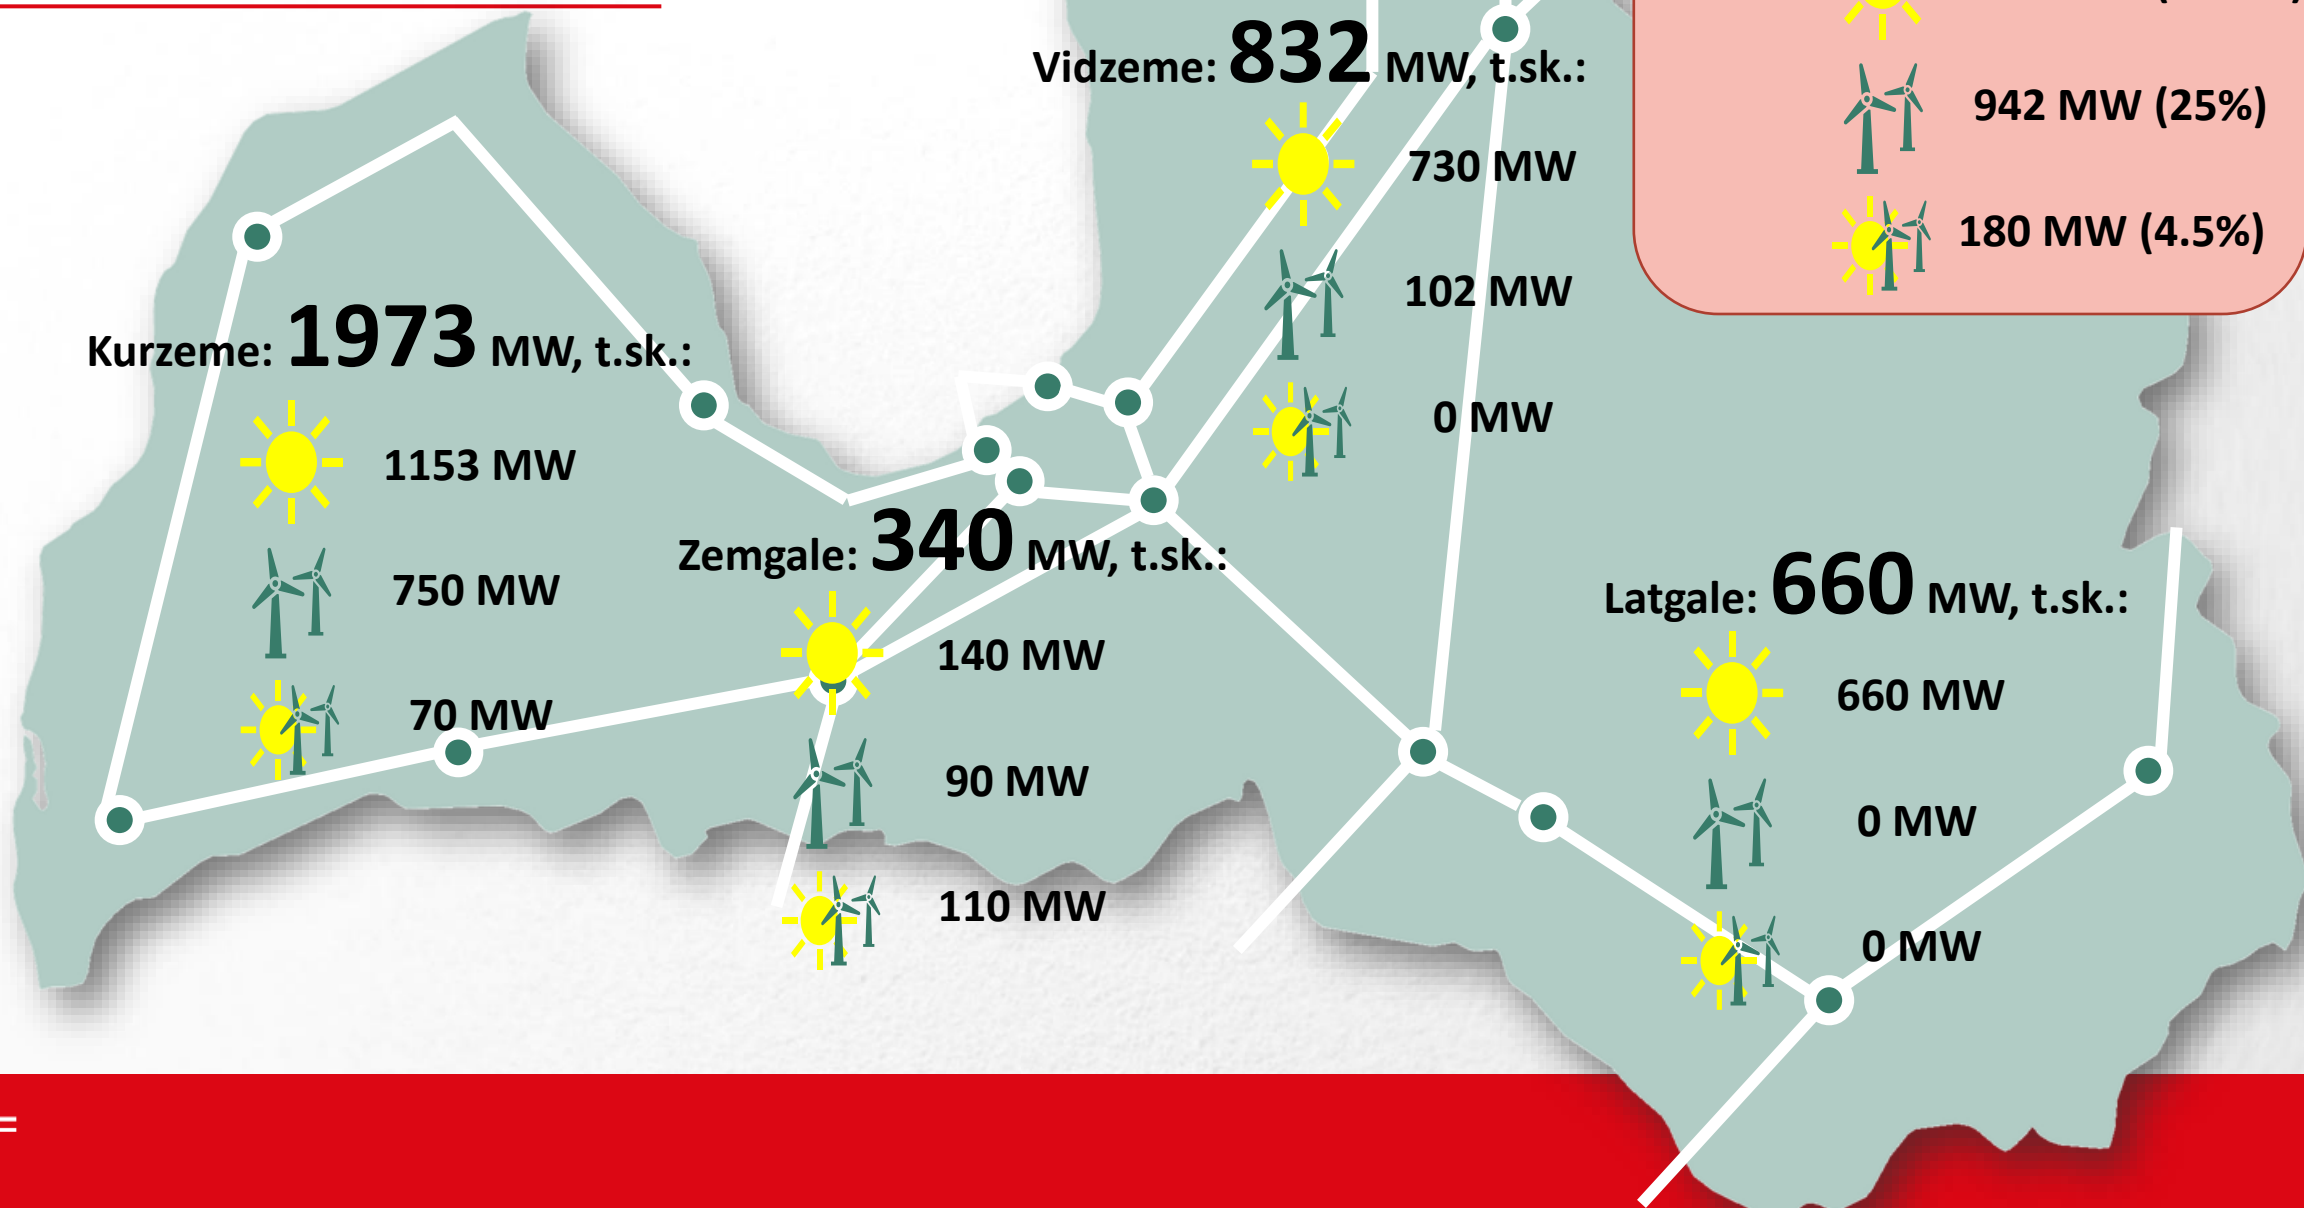 Vidzeme: 832 MW, t.sk.:
730 MW
102 MW
0 MW
942 MW (25%)
180 MW (4.5%)
Kurzeme: 1973 MW, t.sk.:
1153 MW
750 MW
70 MW
Zemgale: 340 MW, t.sk.:
140 MW
90 MW
110 MW
Latgale: 660 MW, t.sk.:
660 MW
0 MW
0 MW